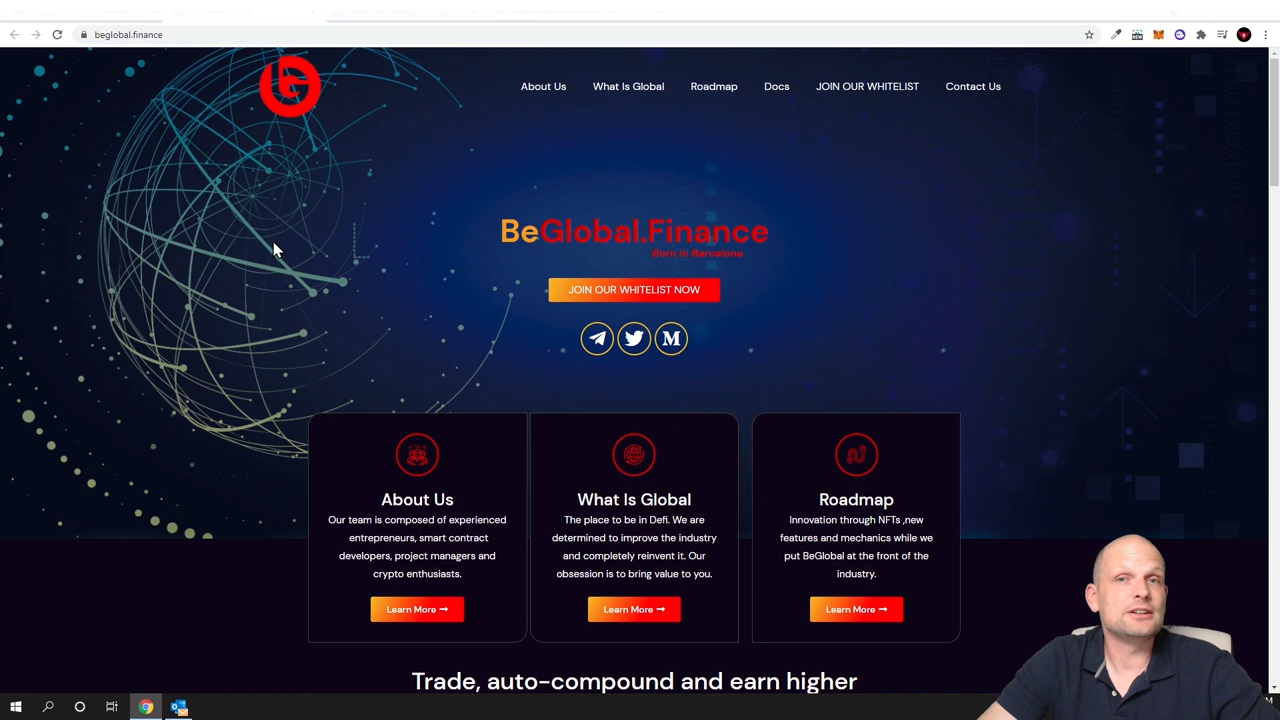 beglobal.finance
About Us
What Is Global
Roadmap
Docs
JOIN OUR WHITELIST
Contact Us
BeGlobal.Finance
Born in Barcelona
JOIN OUR WHITELIST NOW
M
About Us
Our team is composed of experienced
entrepreneurs, smart contract
developers, project managers and
crypto enthusiasts.
Learn More →
What Is Global
The place to be in Defi. We are
determined to improve the industry
and completely reinvent it. Our
obsession is to bring value to you.
Learn More →
Roadmap
Innovation through NFTs ,new
features and mechanics while we
put BeGlobal at the front of the
industry.
Learn More →
Trade, auto-compound and earn higher